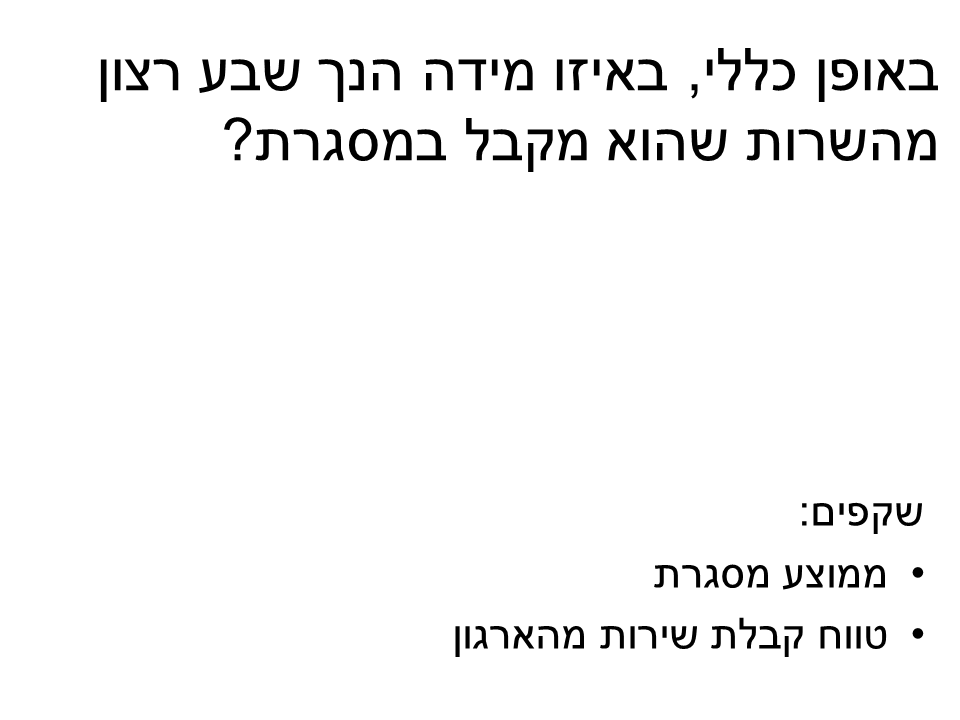 באופן כללי, באיזו מידה הנך שבע רצון
מהשרות שהוא מקבל במסגרת?
שקפים:
• ממוצע מסגרת
• טווח קבלת שירות מהארגון